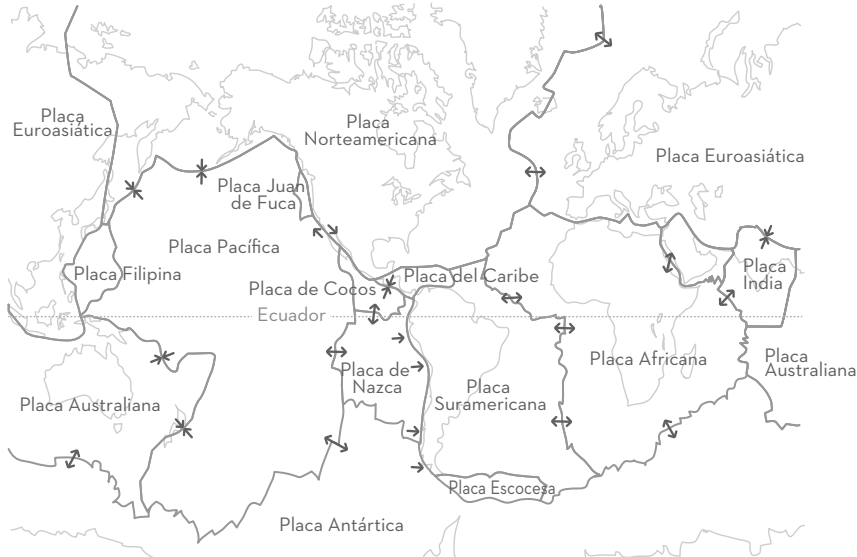 Placa
Euroasiática
Placa
Norteamericana
Placa Euroasiática
Placa Juan
de Fuca
Placa Pacífica
Placa Filipina
Placa de Cocos
Placa del Caribe
Placa
India
Ecuador
Placa de
Nazca
Placa Africana
Placa
Australiana
Placa
Suramericana
Placa Australiana
Placa Escocesa
Placa Antártica